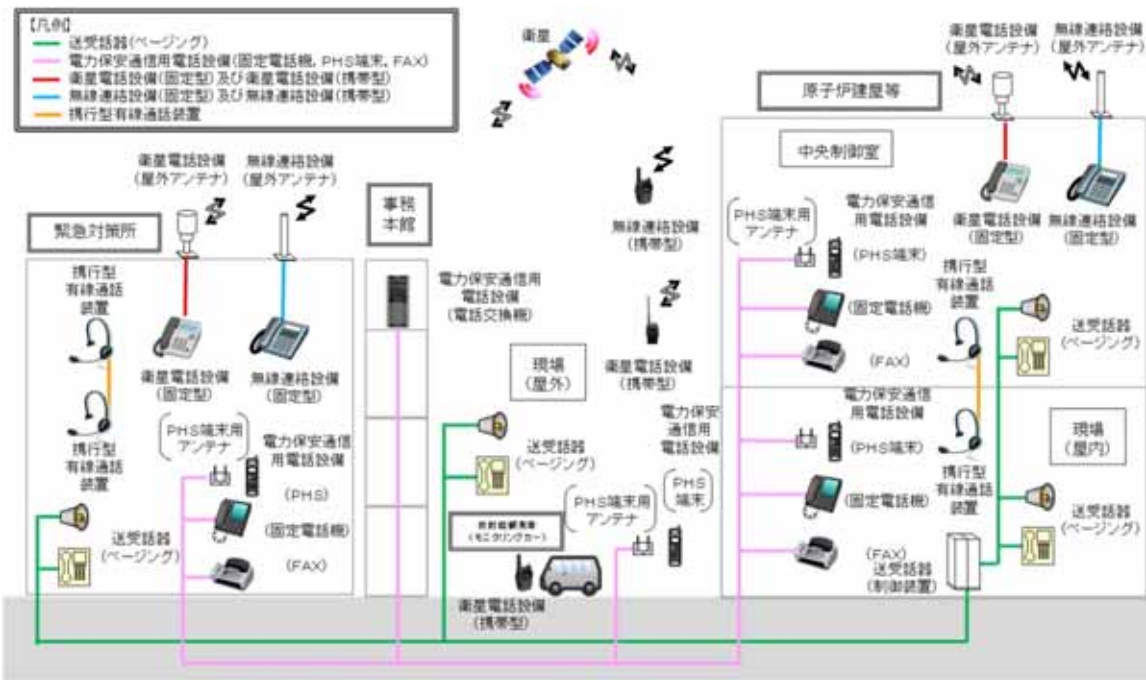 【凡例】
送受話器(ページング)
電力保安通信用電話設備(固定電話機，PHS端末，FAX)
衛星電話設備(固定型)及び衛星電話設備(携帯型)
無線連絡設備(固定型)及び無線連絡設備(携帯型)
携行型有線通話装置
衛星
衛星電話設備
(屋外アンテナ)
無線連絡設備
(屋外アンテナ)
原子炉建屋等
中央制御室
衛星電話設備
(固定型)
無線連絡設備
(固定型)
PHS端末用
アンテナ
電力保安通信
用電話設備
(PHS端末)
(固定電話機)
(FAX)
携行型
有線通話
装置
送受話器
(ページング)
電力保安通信
用電話設備
(PHS端末)
(固定電話機)
(FAX)
携行型
有線通話
装置
現場
(屋内)
送受話器
(ページング)
送受話器
(制御装置)
緊急対策所
衛星電話設備
(屋外アンテナ)
無線連絡設備
(屋外アンテナ)
携行型
有線通話
装置
衛星電話設備
(固定型)
無線連絡設備
(固定型)
携行型
有線通話
装置
PHS端末用
アンテナ
電力保安通信
用電話設備
(PHS)
(固定電話機)
(FAX)
送受話器
(ページング)
事務
本館
電力保安通信用
電話設備
(電話交換機)
無線連絡設備
(携帯型)
衛星電話設備
(携帯型)
現場
(屋外)
送受話器
(ページング)
電力保安
通信用
電話設備
PHS端末用
アンテナ
PHS
端末
(モニタリングカー)
衛星電話設備
(携帯型)